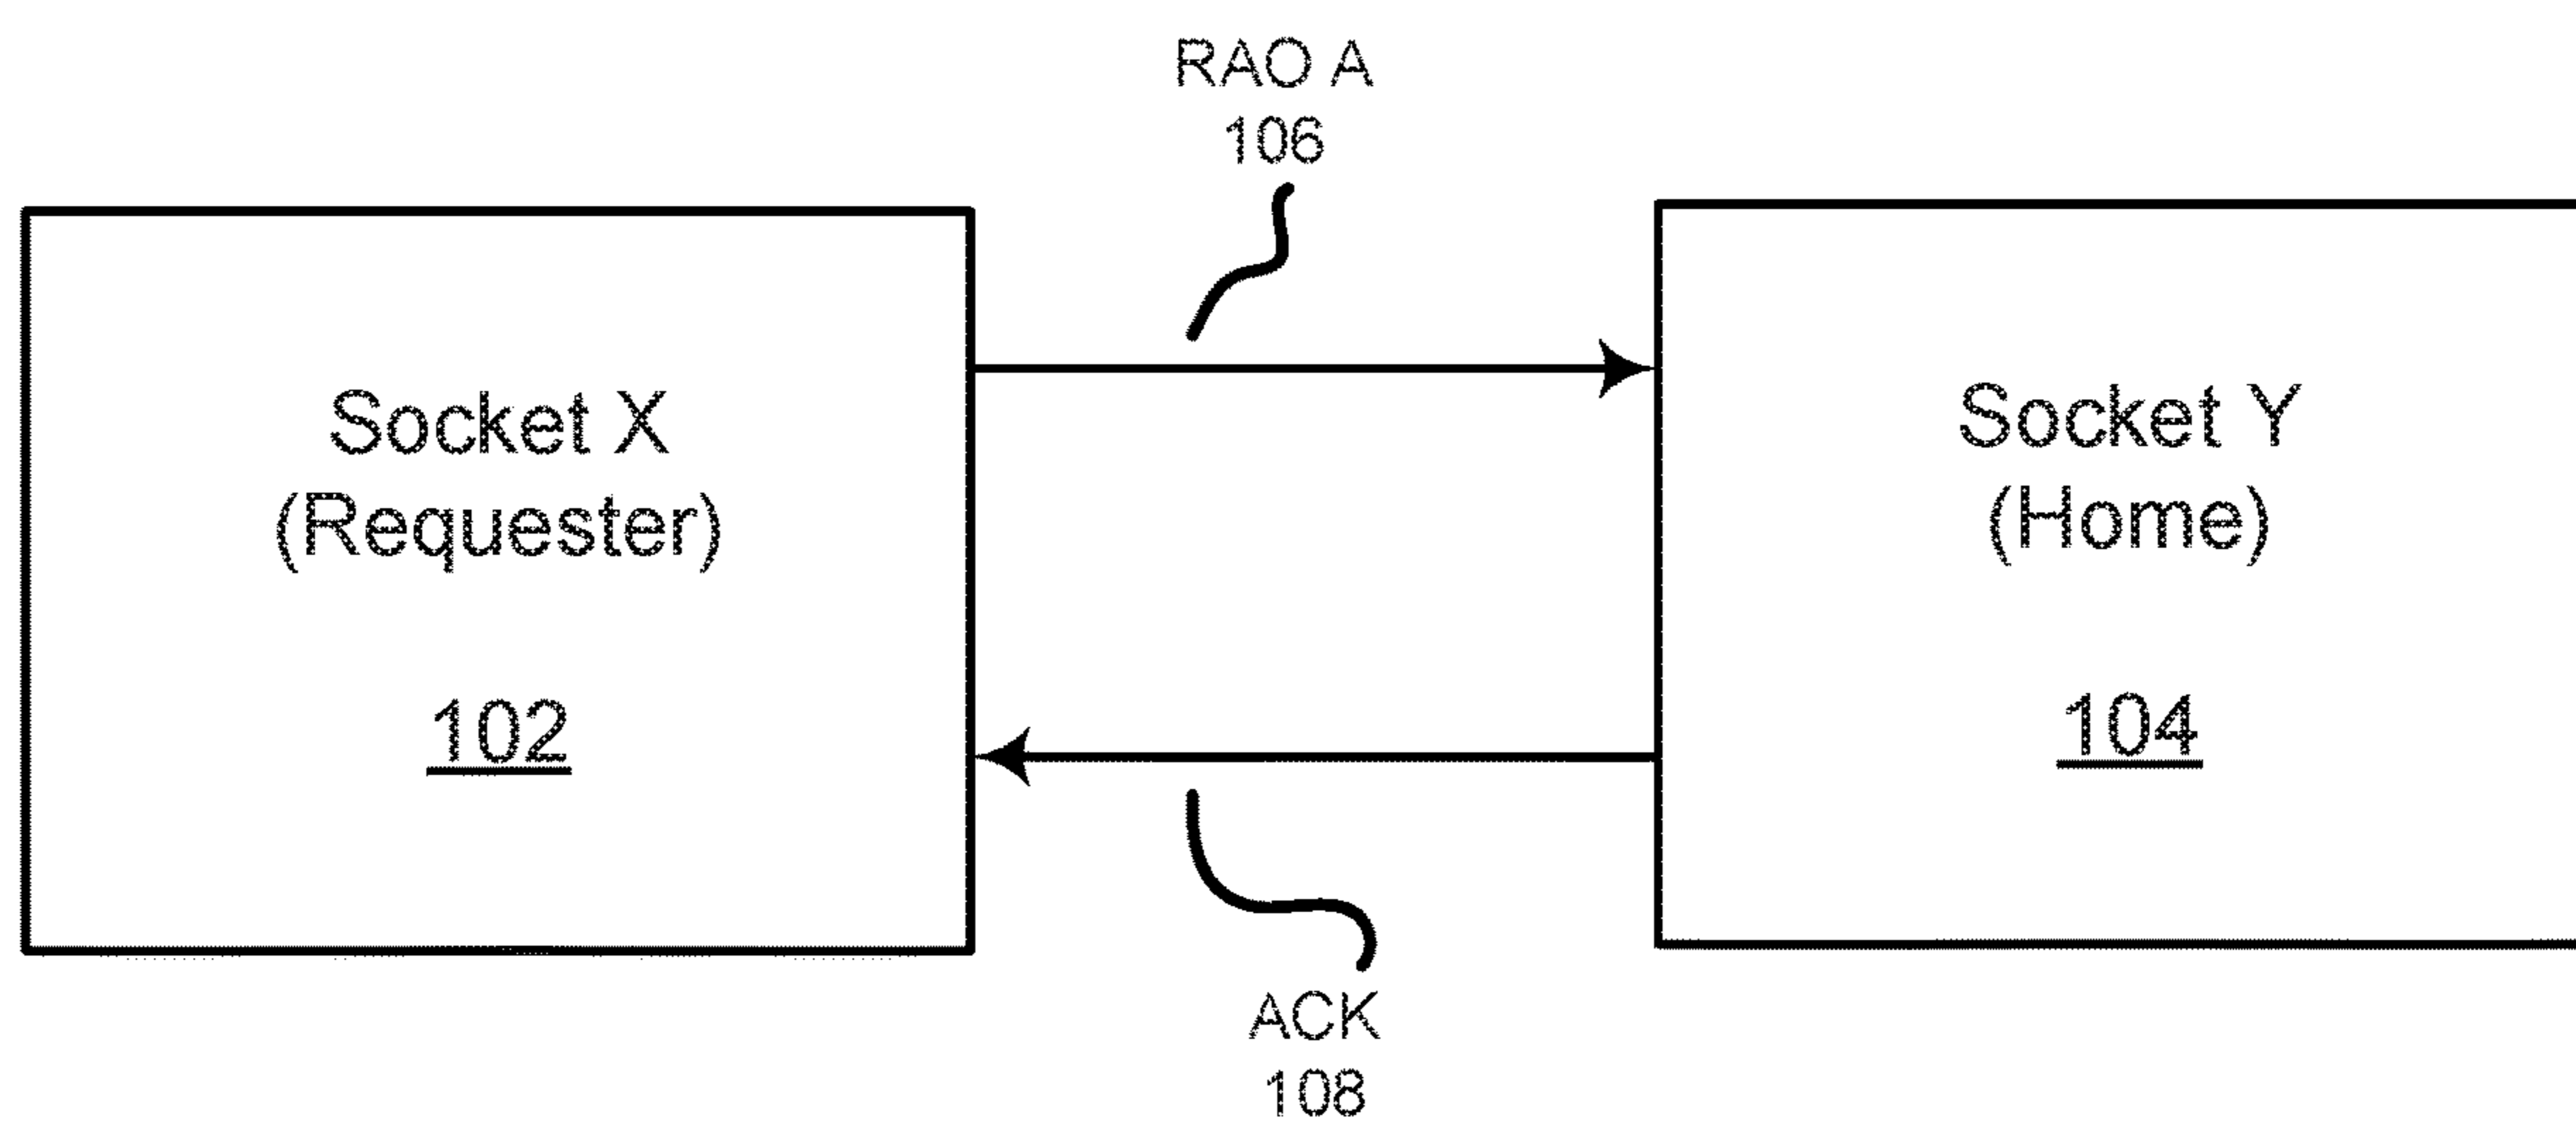 RAO A
106
Socket X
(Requester)
102
Socket Y
(Home)
104
ACK
108